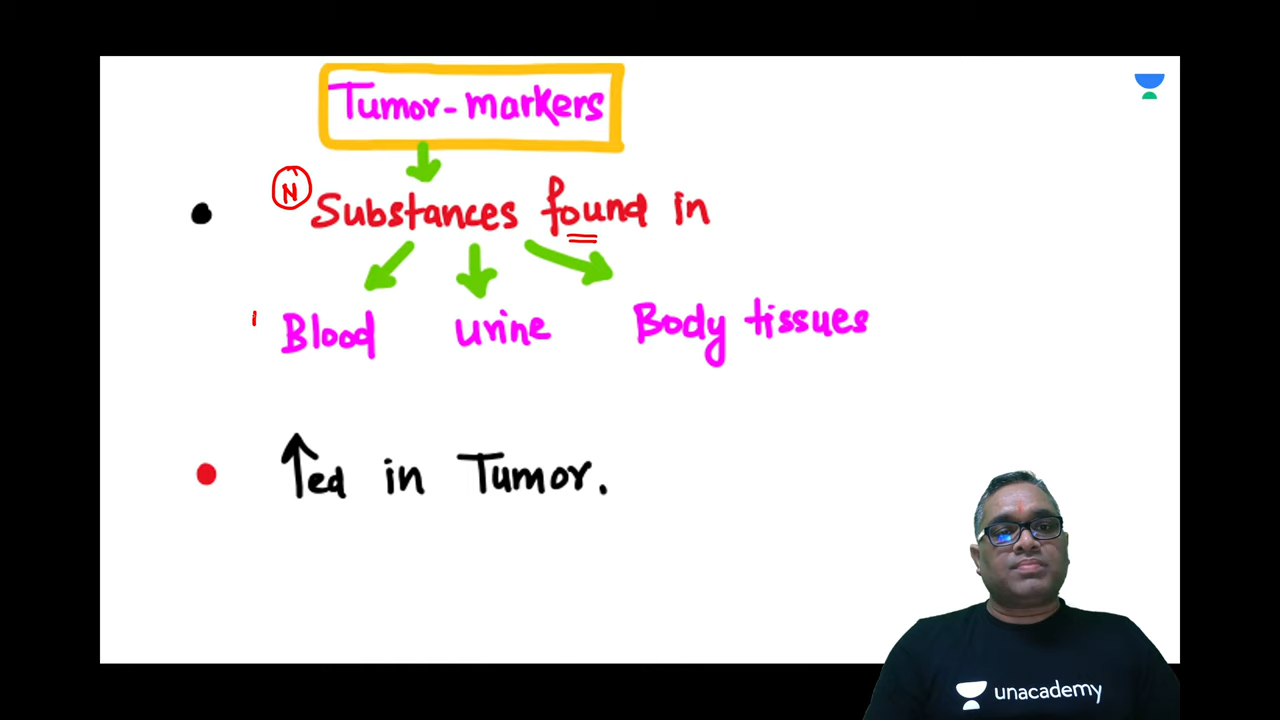 Tumor-markers
N Substances found in
Blood urine Body tissues
↑ed in Tumor.
unacademy